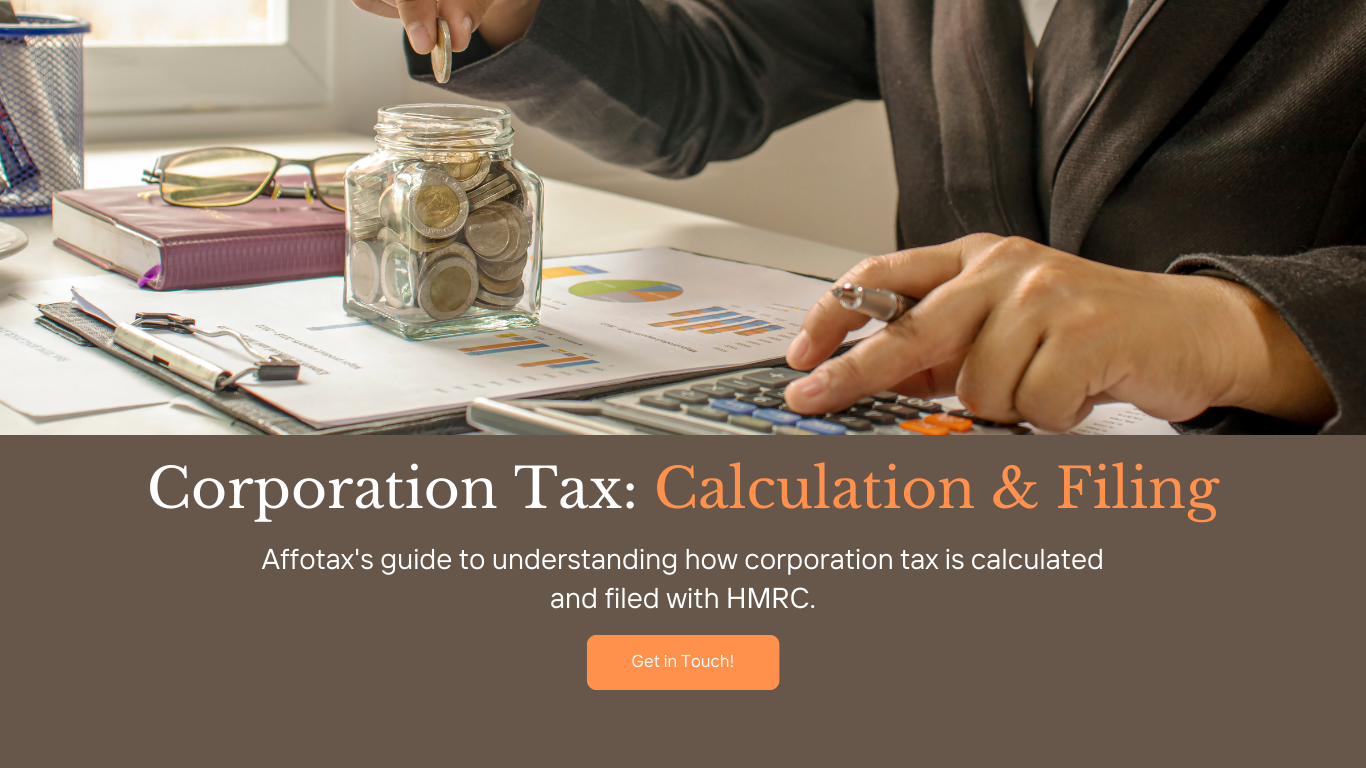 Corporation Tax: Calculation & Filing
Affotax's guide to understanding how corporation tax is calculated
and filed with HMRC.
Get in Touch!